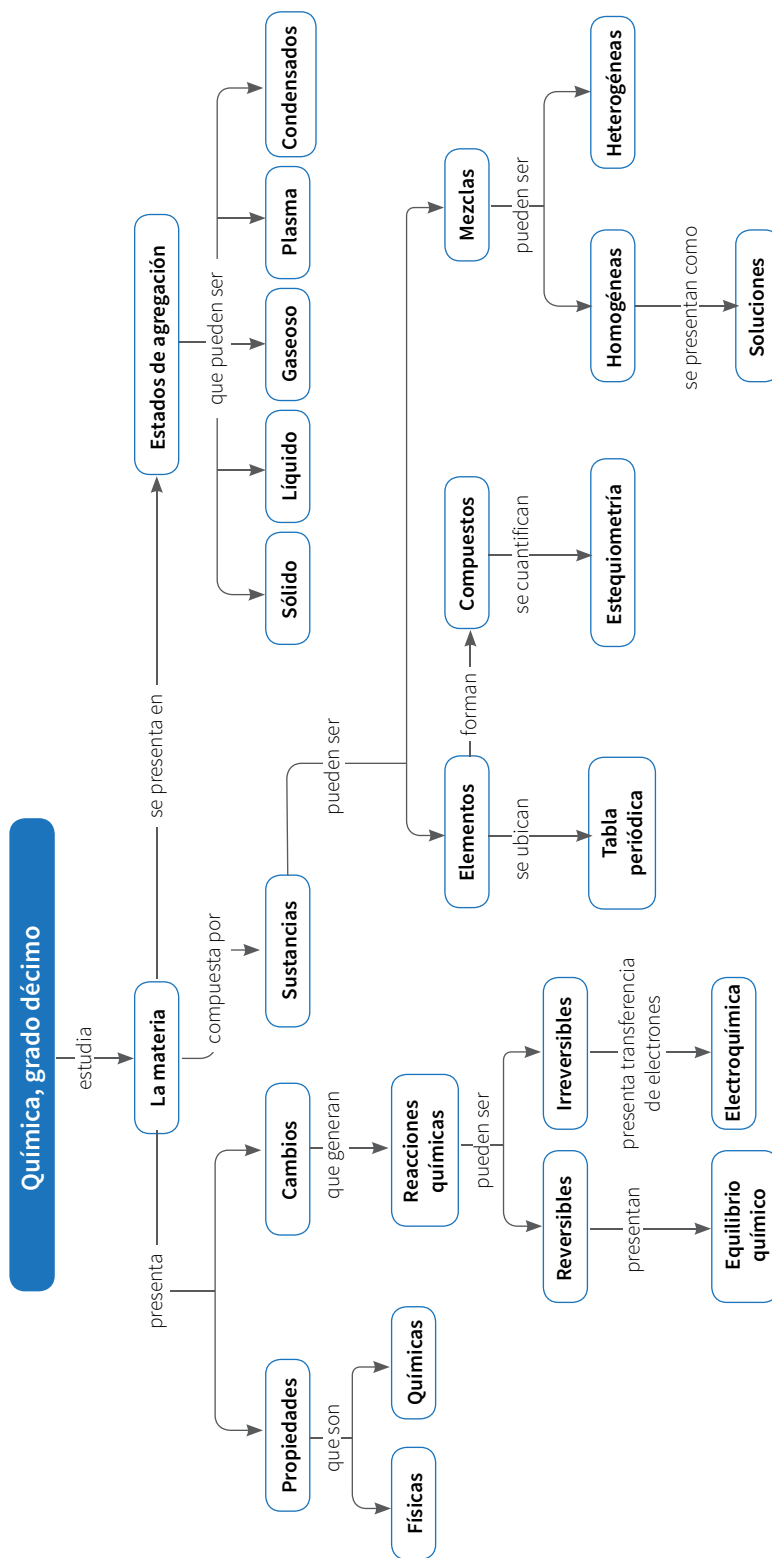 Química, grado décimo
estudia
La materia
presenta
compuesta por
se presenta en
Propiedades
que son
Físicas
Químicas
Cambios
que generan
Reacciones
químicas
pueden ser
Reversibles
presentan
Equilibrio
químico
Irreversibles
presenta transferencia
de electrones
Electroquímica
Sustancias
pueden ser
Elementos
se ubican
Tabla
periódica
forman
Compuestos
se cuantifican
Estequiometría
Mezclas
pueden ser
Homogéneas
se presentan como
Soluciones
Heterogéneas
Estados de agregación
que pueden ser
Sólido
Líquido
Gaseoso
Plasma
Condensados